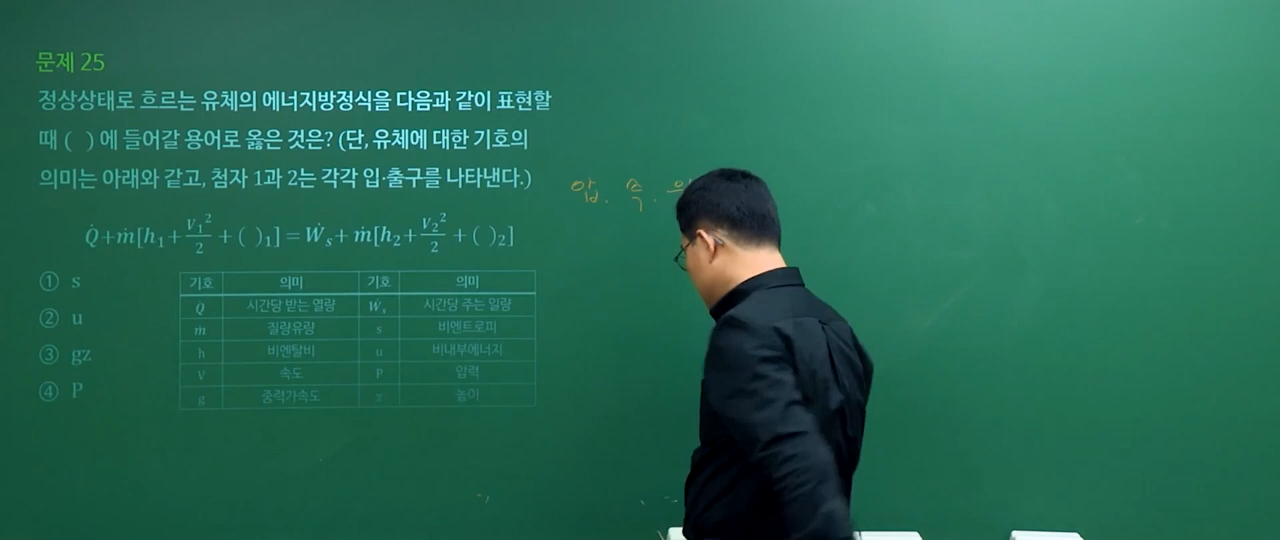 문제 25
정상상태로 흐르는 유체의 에너지방정식을 다음과 같이 표현할
때 ( ) 에 들어갈 용어로 옳은 것은? (단, 유체에 대한 기호의
의미는 아래와 같고, 첨자 1과 2는 각각 입·출구를 나타낸다.)
압. 속. 위
Q̇+ṁ[h₁+V₁²/2+( )₁]=Ẇₛ+ṁ[h₂+V₂²/2+( )₂]
① s
② u
③ gz
④ P
기호 의미 기호 의미
Q̇ 시간당 받는 열량 Ẇₛ 시간당 주는 일량
ṁ 질량유량 s 비엔트로피
h 비엔탈비 u 비내부에너지
V 속도 P 압력
g 중력가속도 z 높이